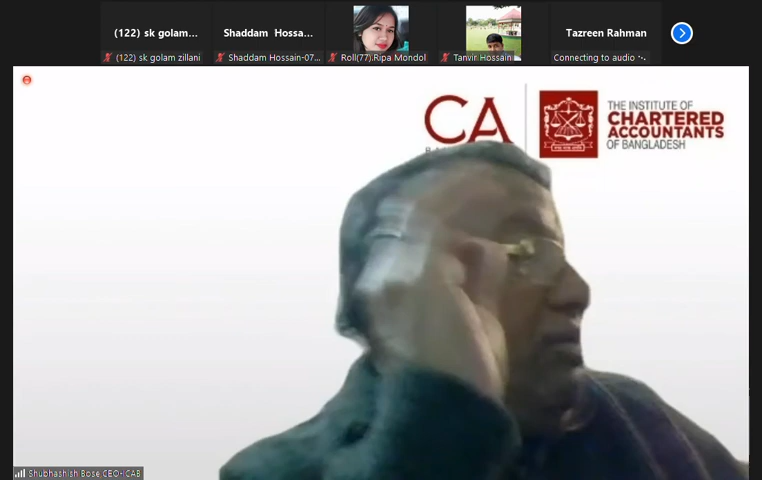 (122) sk golam...
Shaddam Hossa...
Tazreen Rahman
(122) sk golam zillani
Shaddam Hossain-07...
Roll(77).Ripa Mondol
Tanvir Hossain
Connecting to audio
CA
THE INSTITUTE OF
CHARTERED
ACCOUNTANTS
OF BANGLADESH
Shubhashish Bose CEO-ICAB